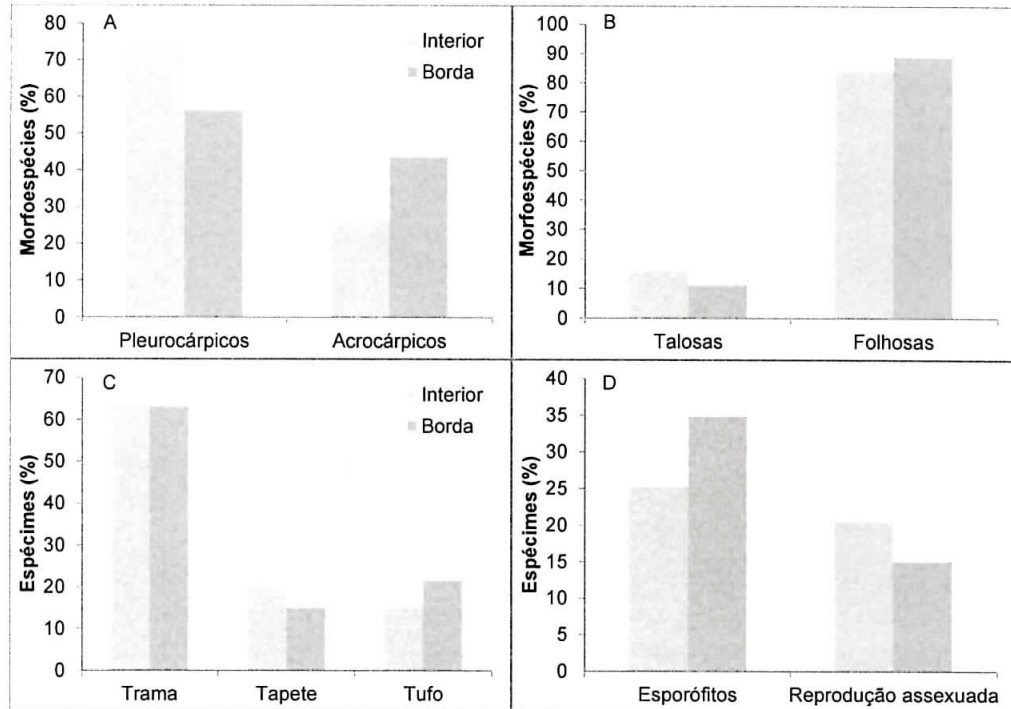 A
Morfoespécies (%)
80
70
60
50
40
30
20
10
0
Interior
Borda
Pleurocárpicos Acrocárpicos
B
Morfoespécies (%)
100
90
80
70
60
50
40
30
20
10
0
Talosas Folhosas
C
Espécimes (%)
70
60
50
40
30
20
10
0
Interior
Borda
Trama Tapete Tufo
D
Espécimes (%)
40
35
30
25
20
15
10
5
0
Esporófitos Reprodução assexuada